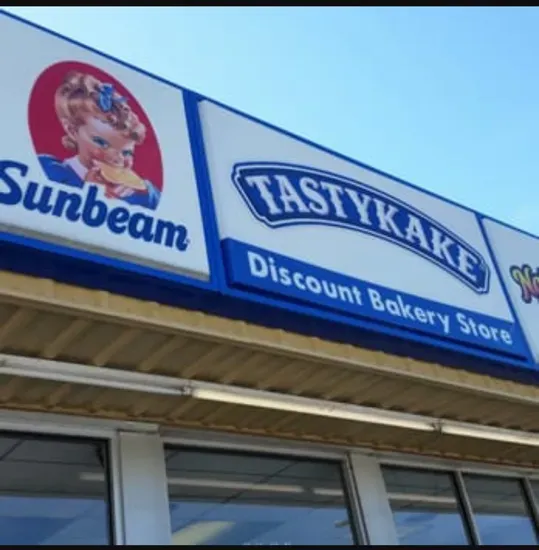 Sunbeam
TASTYKAKE
Discount Bakery Store